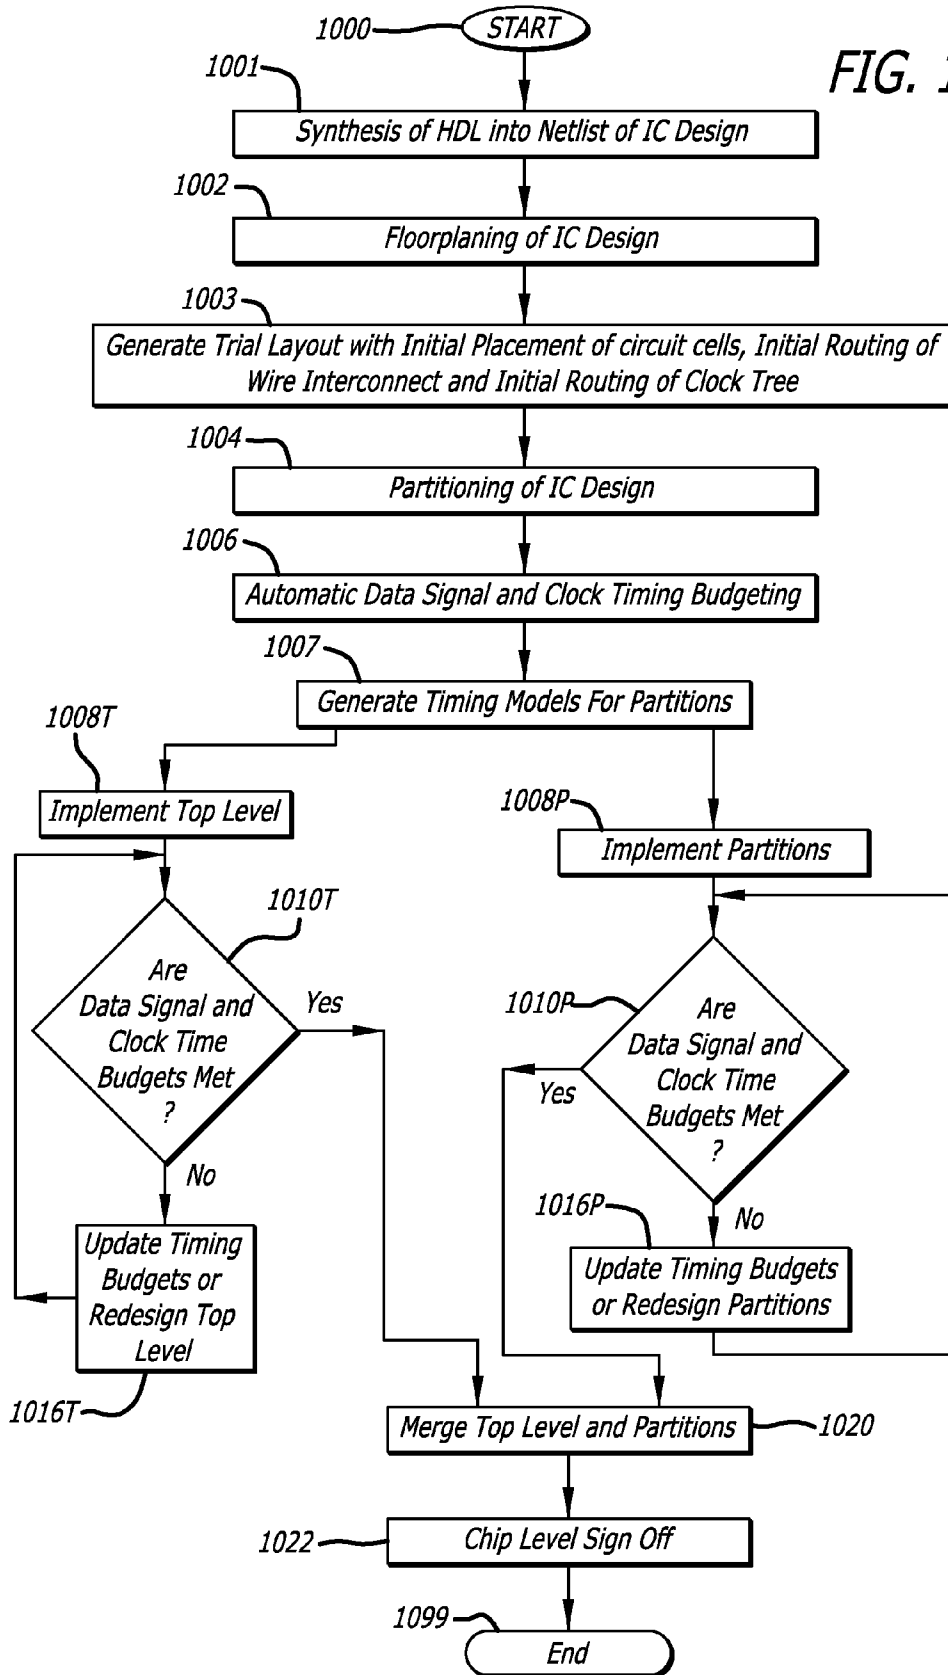 1000
START
FIG. 1
1001
Synthesis of HDL into Netlist of IC Design
1002
Floorplaning of IC Design
1003
Generate Trial Layout with Initial Placement of circuit cells, Initial Routing of
Wire Interconnect and Initial Routing of Clock Tree
1004
Partitioning of IC Design
1006
Automatic Data Signal and Clock Timing Budgeting
1007
Generate Timing Models For Partitions
1008T
Implement Top Level
1008P
Implement Partitions
1010T
Are
Data Signal and
Clock Time
Budgets Met
?
Yes
No
1010P
Are
Data Signal and
Clock Time
Budgets Met
?
Yes
No
Update Timing
Budgets or
Redesign Top
Level
1016T
1016P
Update Timing Budgets
or Redesign Partitions
Merge Top Level and Partitions
1020
1022
Chip Level Sign Off
1099
End